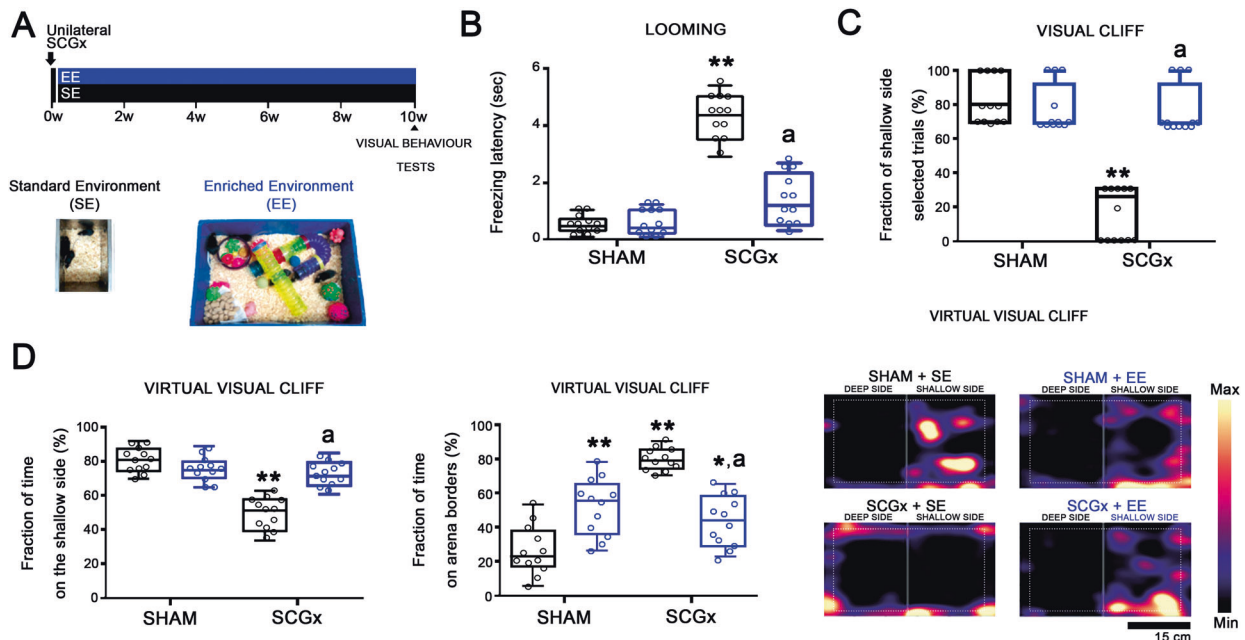 A
Unilateral
SCGx
EE
SE
0w 2w 4w 6w 8w 10w
VISUAL BEHAVIOUR
TESTS
Standard Environment
(SE)
Enriched Environment
(EE)
B
LOOMING
Freezing latency (sec)
6
4
2
0
**
a
SHAM SCGx
C
VISUAL CLIFF
Fraction of shallow side
selected trials (%)
100
80
60
40
20
0
**
a
SHAM SCGx
VIRTUAL VISUAL CLIFF
D
VIRTUAL VISUAL CLIFF
Fraction of time
on the shallow side (%)
100
80
60
40
20
0
**
a
SHAM SCGx
VIRTUAL VISUAL CLIFF
Fraction of time
on arena borders (%)
100
80
60
40
20
0
**
**
*,a
SHAM SCGx
SHAM + SE
DEEP SIDE SHALLOW SIDE
SHAM + EE
DEEP SIDE SHALLOW SIDE
SCGx + SE
DEEP SIDE SHALLOW SIDE
SCGx + EE
DEEP SIDE SHALLOW SIDE
Max
Min
15 cm